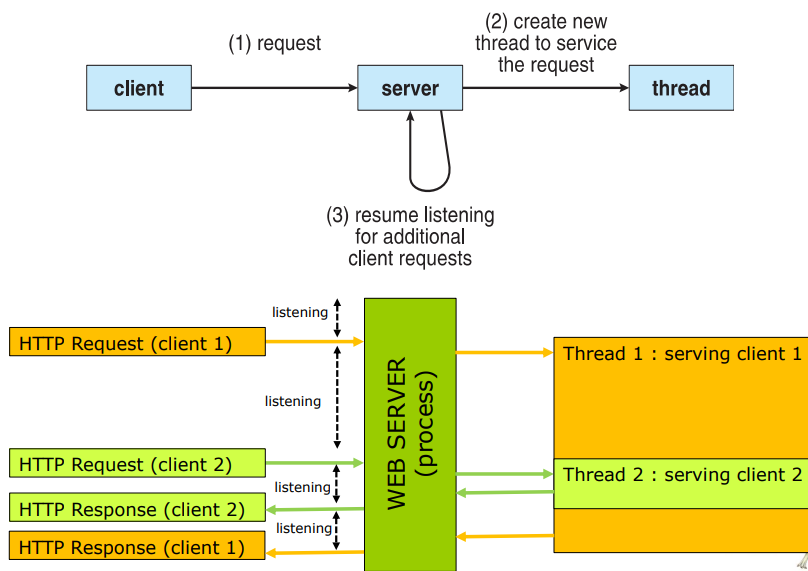 (1) request
(2) create new
thread to service
the request
client
server
thread
(3) resume listening
for additional
client requests
listening
HTTP Request (client 1)
Thread 1 : serving client 1
listening
WEB SERVER
(process)
HTTP Request (client 2)
Thread 2 : serving client 2
listening
HTTP Response (client 2)
listening
HTTP Response (client 1)